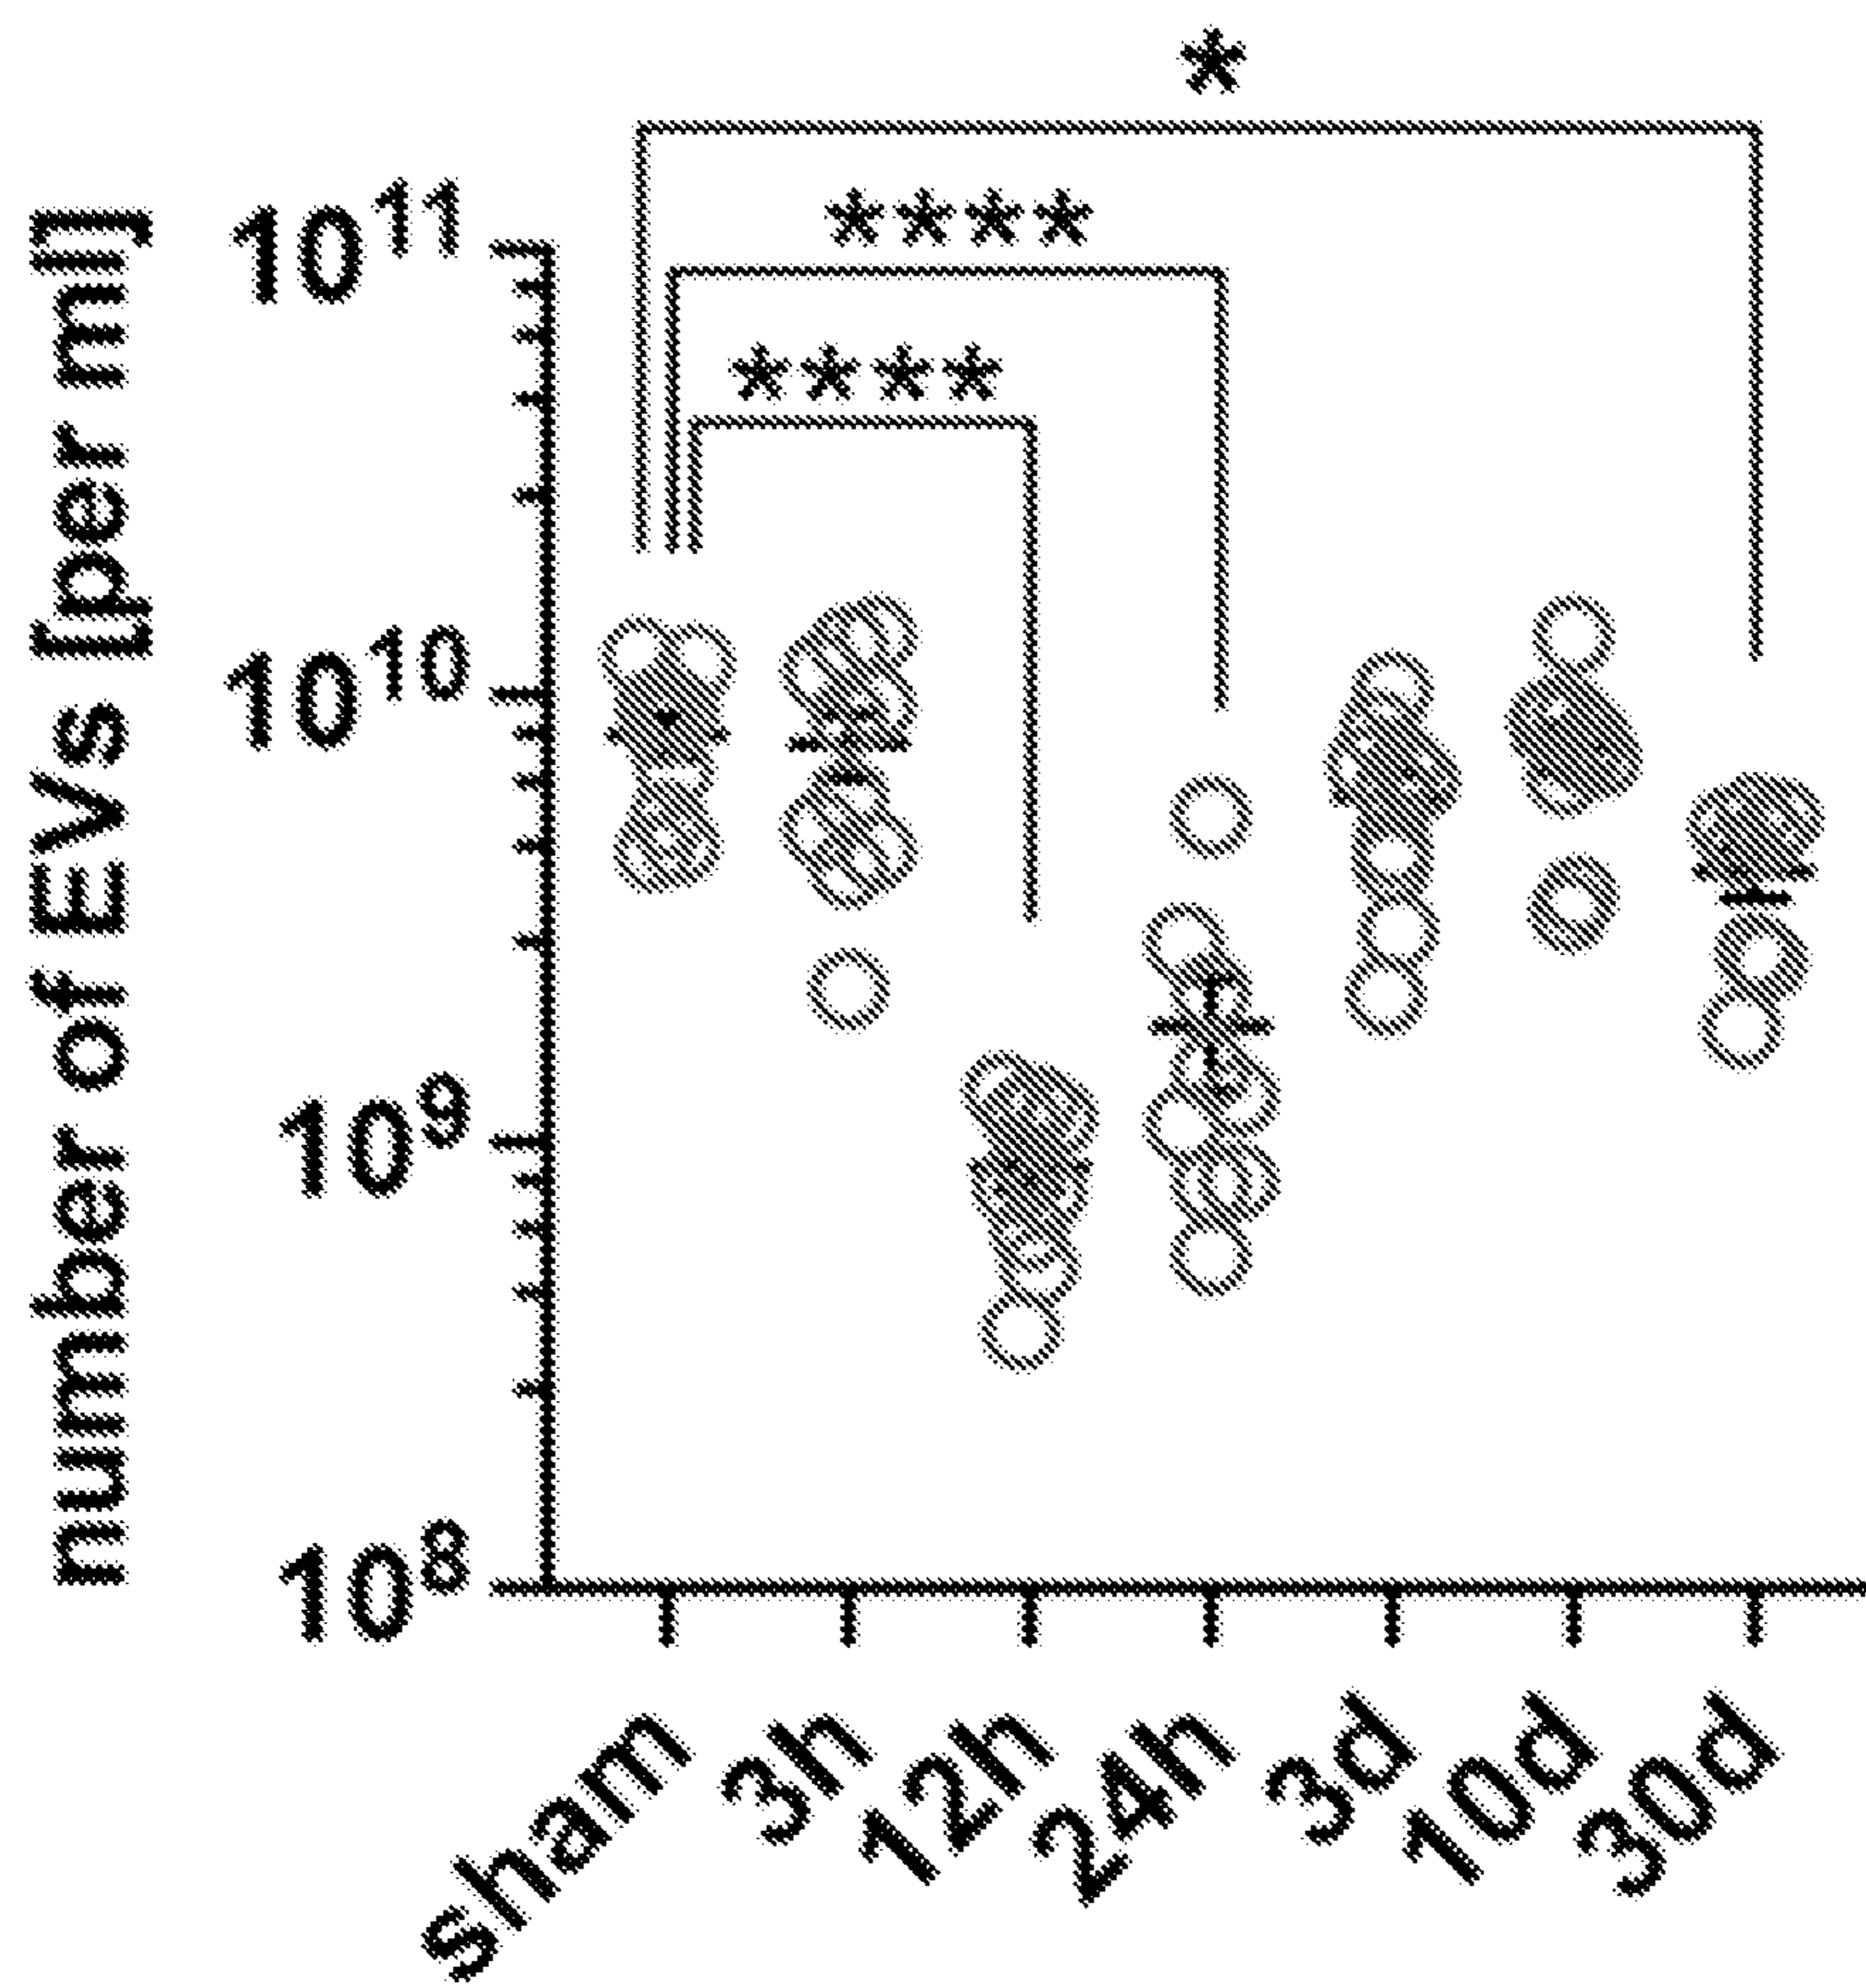 number of EVs [per ml]
*
****
****
10¹¹
10¹⁰
10⁹
10⁸
sham
3h
12h
24h
3d
10d
30d